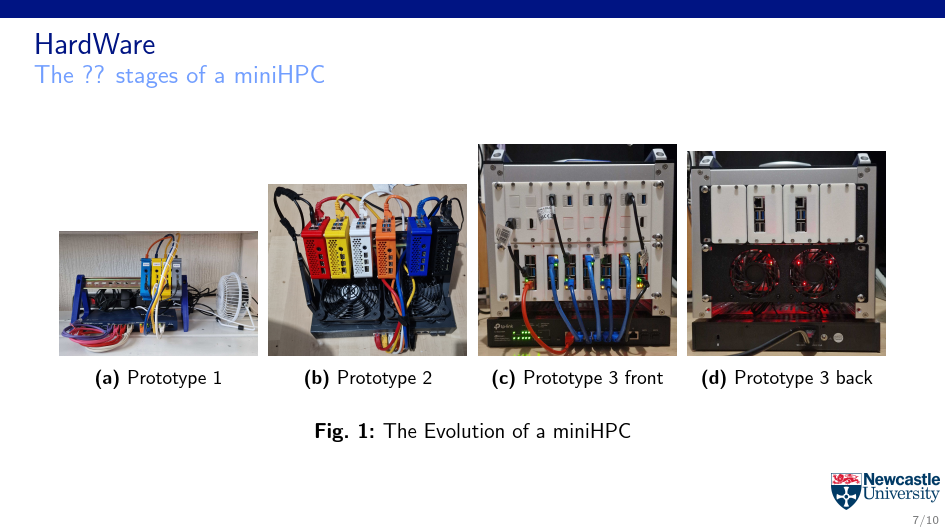 HardWare
The ?? stages of a miniHPC
(a) Prototype 1
(b) Prototype 2
(c) Prototype 3 front
(d) Prototype 3 back
Fig. 1: The Evolution of a miniHPC
Newcastle
University
7/10